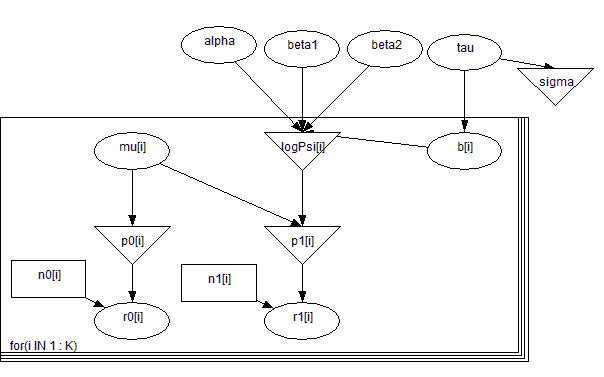 alpha
beta1
beta2
tau
sigma
mu[i]
logPsi[i]
b[i]
p0[i]
p1[i]
n0[i]
n1[i]
r0[i]
r1[i]
for(i IN 1 : K)